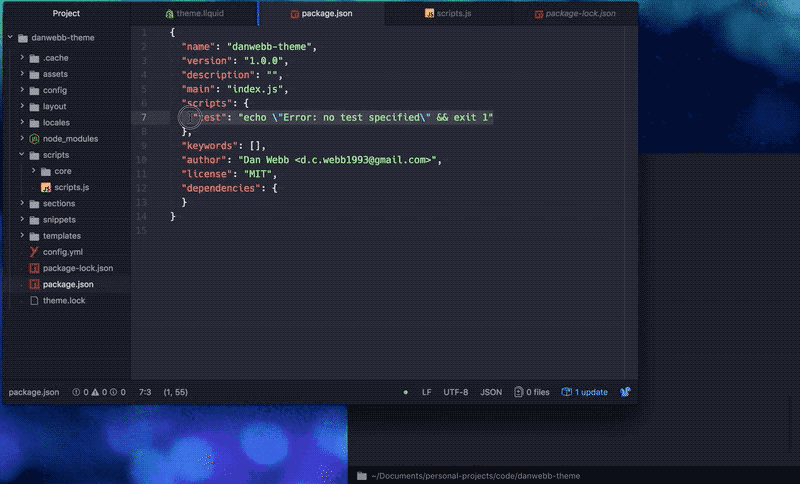 Project
theme.liquid
package.json
scripts.js
package-lock.json
danwebb-theme
.cache
assets
config
layout
locales
node_modules
scripts
core
scripts.js
sections
snippets
templates
config.yml
package-lock.json
package.json
theme.lock
1 {
2 "name": "danwebb-theme",
3 "version": "1.0.0",
4 "description": "",
5 "main": "index.js",
6 "scripts": {
7 "test": "echo \"Error: no test specified\" && exit 1"
8 },
9 "keywords": [],
10 "author": "Dan Webb <d.c.webb1993@gmail.com>",
11 "license": "MIT",
12 "dependencies": {
13 }
14 }
15
package.json 0 0 0 7:3 (1, 55) LF UTF-8 JSON 0 files 1 update
~/Documents/personal-projects/code/danwebb-theme